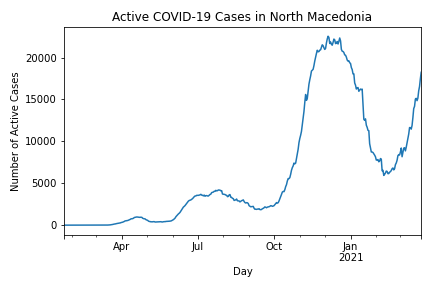 Active COVID-19 Cases in North Macedonia
Number of Active Cases
20000
15000
10000
5000
0
Apr
Jul
Oct
Jan
2021
Day